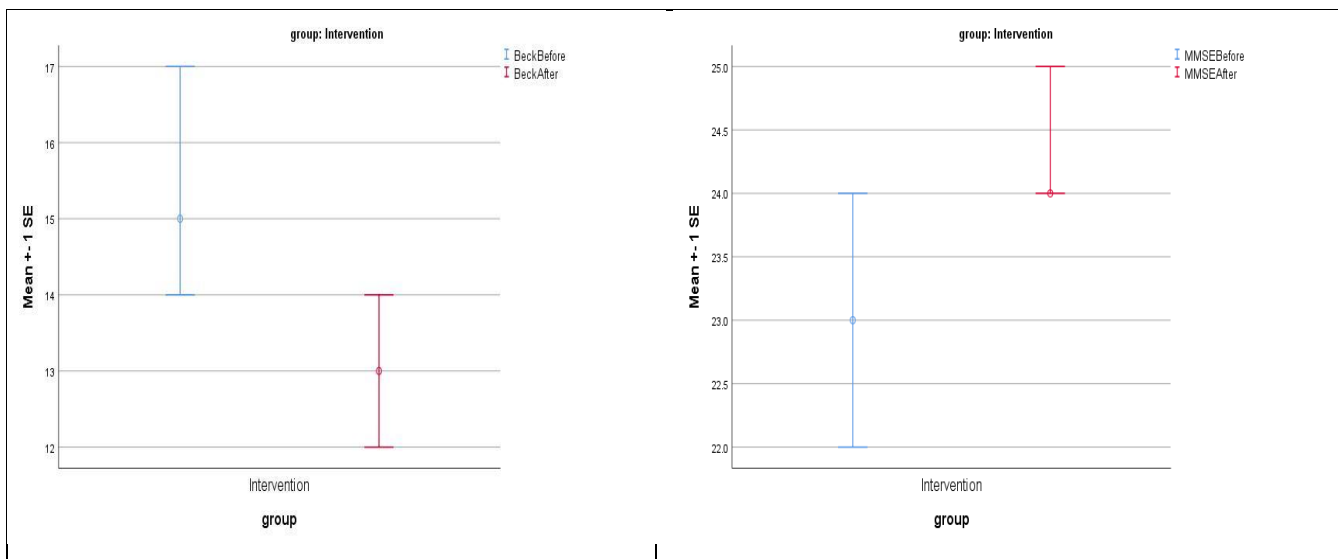 group: Intervention
BeckBefore
BeckAfter
17
16
15
14
13
12
Mean +- 1 SE
Intervention
group
group: Intervention
MMSEBefore
MMSEAfter
25.0
24.5
24.0
23.5
23.0
22.5
22.0
Mean +- 1 SE
Intervention
group